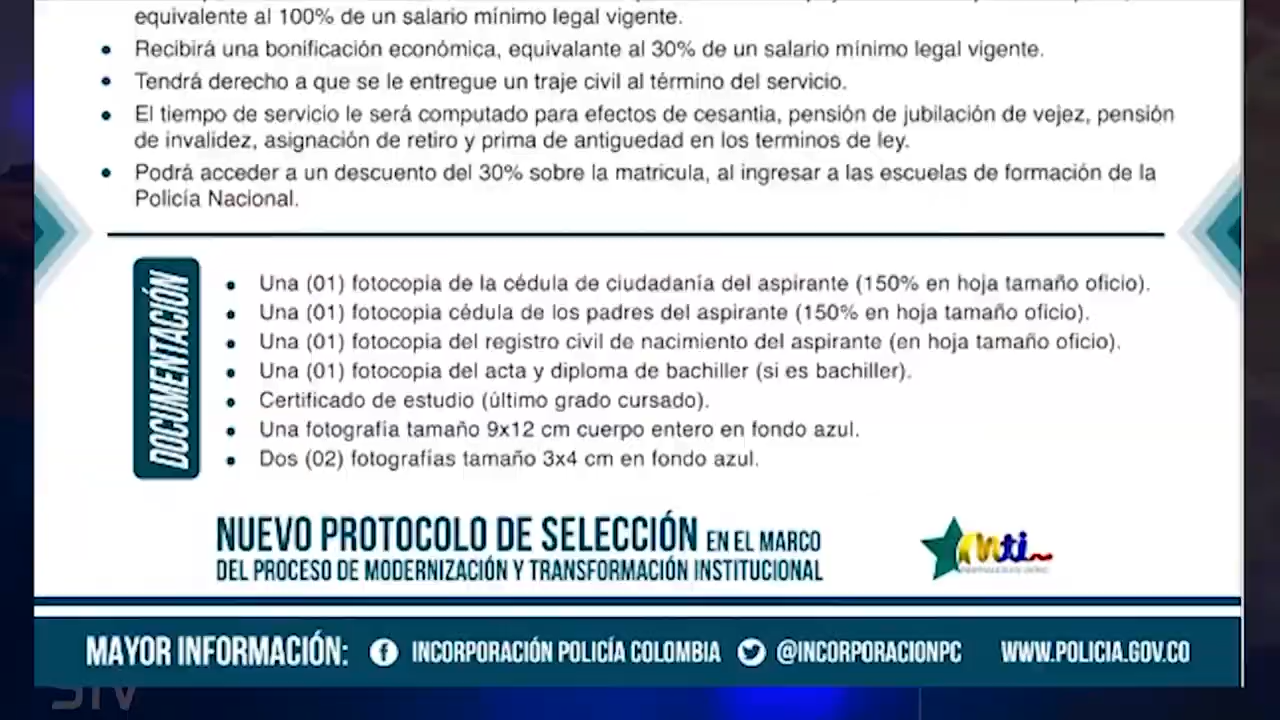 equivalente al 100% de un salario mínimo legal vigente.
Recibirá una bonificación económica, equivalante al 30% de un salario mínimo legal vigente.
Tendrá derecho a que se le entregue un traje civil al término del servicio.
El tiempo de servicio le será computado para efectos de cesantia, pensión de jubilación de vejez, pensión
de invalidez, asignación de retiro y prima de antiguedad en los terminos de ley.
Podrá acceder a un descuento del 30% sobre la matricula, al ingresar a las escuelas de formación de la
Policía Nacional.
DOCUMENTACIÓN
Una (01) fotocopia de la cédula de ciudadanía del aspirante (150% en hoja tamaño oficio).
Una (01) fotocopia cédula de los padres del aspirante (150% en hoja tamaño oficio).
Una (01) fotocopia del registro civil de nacimiento del aspirante (en hoja tamaño oficio).
Una (01) fotocopia del acta y diploma de bachiller (si es bachiller).
Certificado de estudio (último grado cursado).
Una fotografía tamaño 9x12 cm cuerpo entero en fondo azul.
Dos (02) fotografías tamaño 3x4 cm en fondo azul.
NUEVO PROTOCOLO DE SELECCIÓN EN EL MARCO
DEL PROCESO DE MODERNIZACIÓN Y TRANSFORMACIÓN INSTITUCIONAL
mti
MAYOR INFORMACIÓN: INCORPORACIÓN POLICÍA COLOMBIA @INCORPORACIONPC WWW.POLICIA.GOV.CO